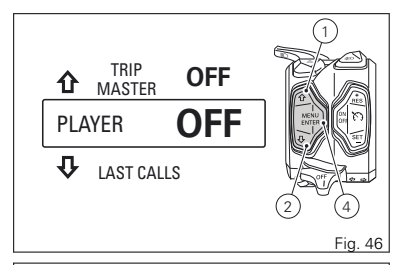 TRIP
MASTER OFF
PLAYER OFF
LAST CALLS
1
MENU
ENTER
RES
ON
OFF
SET
off
2
4
Fig. 46